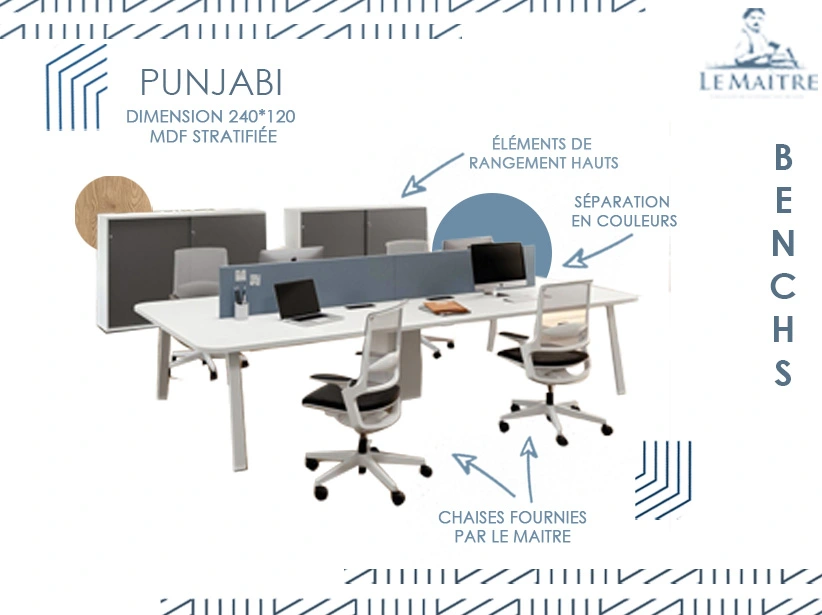 LE MAITRE
PUNJABI
DIMENSION 240*120
MDF STRATIFIÉE
ÉLÉMENTS DE
RANGEMENT HAUTS
SÉPARATION
EN COULEURS
BENCHS
CHAISES FOURNIES
PAR LE MAITRE